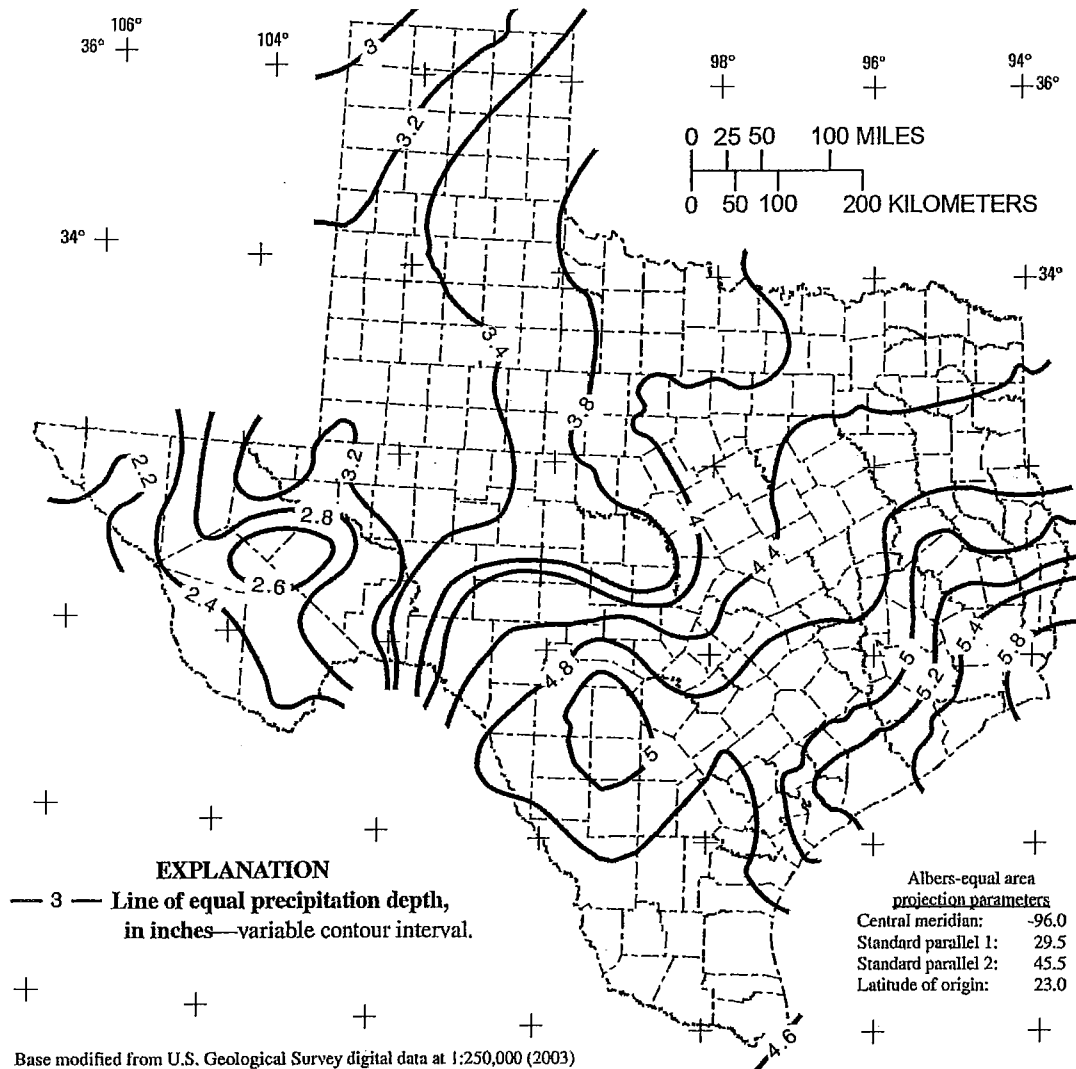 106°
36°
104°
98°
96°
94°
36°
3
3.2
0 25 50 100 MILES
0 50 100 200 KILOMETERS
34°
34°
3.4
3.8
2.2
3.2
2.8
4
4.4
2.6
2.4
5.4
5.8
5
5.2
4.8
5
EXPLANATION
3 Line of equal precipitation depth,
in inches—variable contour interval.
Albers-equal area
projection parameters
Central meridian: -96.0
Standard parallel 1: 29.5
Standard parallel 2: 45.5
Latitude of origin: 23.0
4.6
Base modified from U.S. Geological Survey digital data at 1:250,000 (2003)